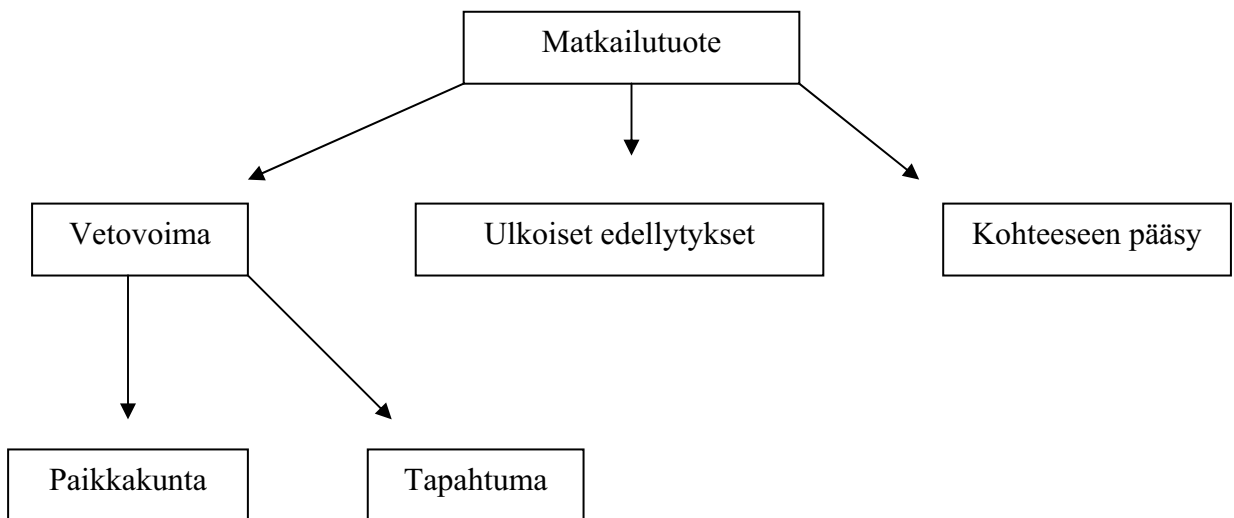 Matkailutuote
Vetovoima
Ulkoiset edellytykset
Kohteeseen pääsy
Paikkakunta
Tapahtuma